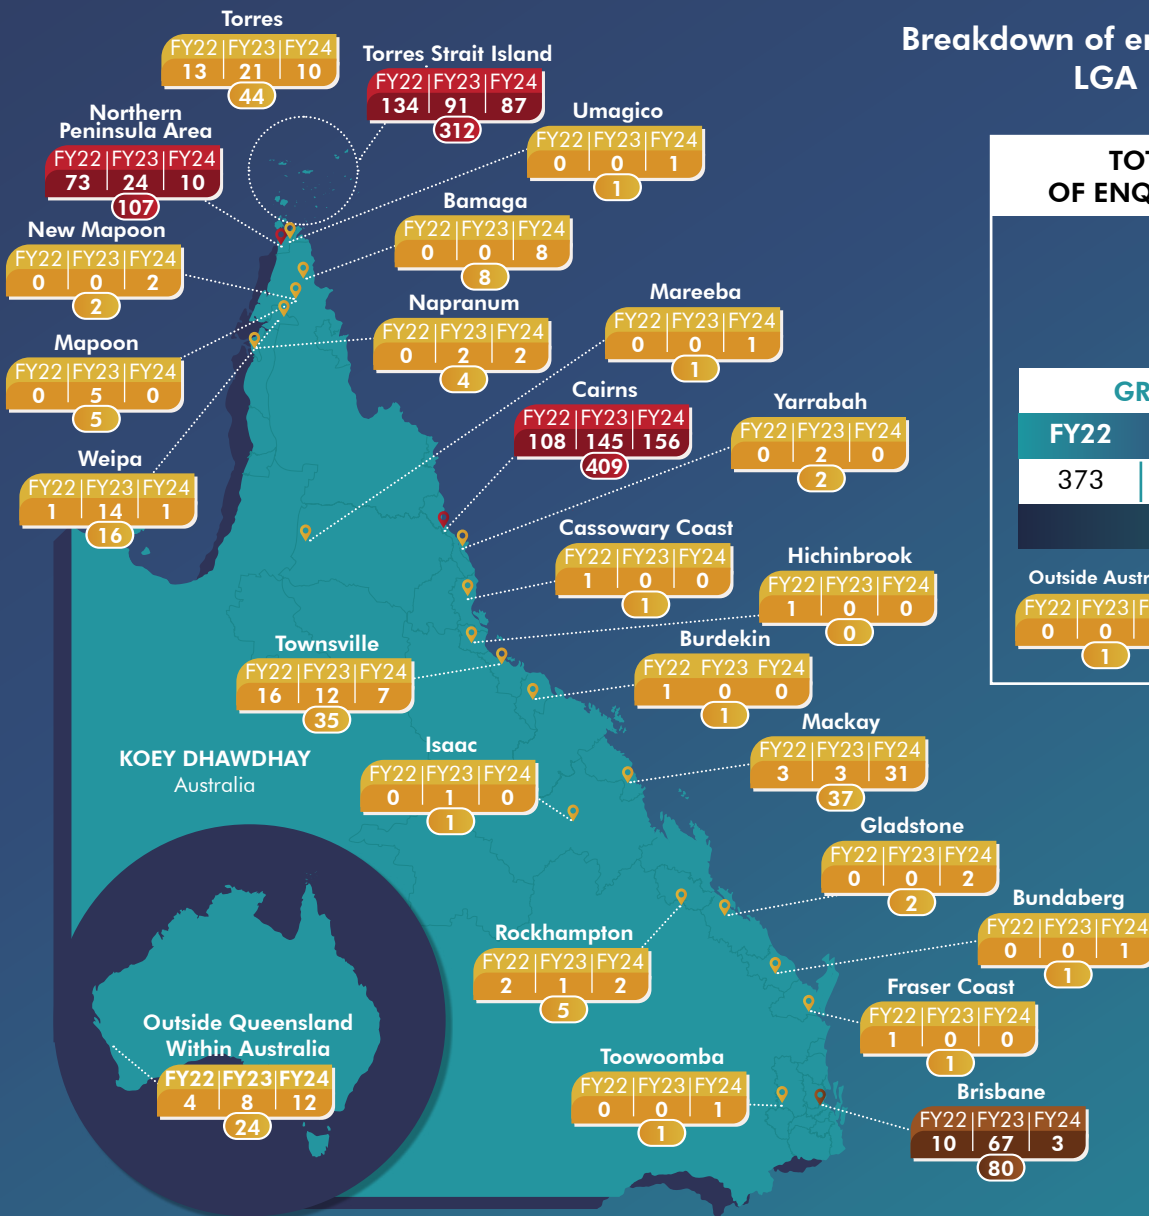 Breakdown of
LGA
Torres
FY22 FY23 FY24
13 21 10
44
Torres Strait Island
FY22 FY23 FY24
134 91 87
312
Northern
Peninsula Area
FY22 FY23 FY24
73 24 10
107
Umagico
FY22 FY23 FY24
0 0 1
1
New Mapoon
FY22 FY23 FY24
0 0 2
2
Bamaga
FY22 FY23 FY24
0 0 8
8
Mapoon
FY22 FY23 FY24
0 5 0
5
Napranum
FY22 FY23 FY24
0 2 2
4
Mareeba
FY22 FY23 FY24
0 0 1
1
Cairns
FY22 FY23 FY24
108 145 156
409
Yarrabah
FY22 FY23 FY24
0 2 0
2
Weipa
FY22 FY23 FY24
1 14 1
16
Cassowary Coast
FY22 FY23 FY24
1 0 0
1
Hichinbrook
FY22 FY23 FY24
1 0 0
0
Townsville
FY22 FY23 FY24
16 12 7
35
Burdekin
FY22 FY23 FY24
1 0 0
1
KOEY DHAWDHAY
Australia
Isaac
FY22 FY23 FY24
0 1 0
1
Mackay
FY22 FY23 FY24
3 3 31
37
Gladstone
FY22 FY23 FY24
0 0 2
2
Bundaberg
FY22 FY23 FY24
0 0 1
1
Rockhampton
FY22 FY23 FY24
2 1 2
5
Fraser Coast
FY22 FY23 FY24
1 0 0
1
Outside Queensland
Within Australia
FY22 FY23 FY24
4 8 12
24
Toowoomba
FY22 FY23 FY24
0 0 1
1
Brisbane
FY22 FY23 FY24
10 67 3
80
OF
FY22
373
Outside
FY22 FY23
0 0
1